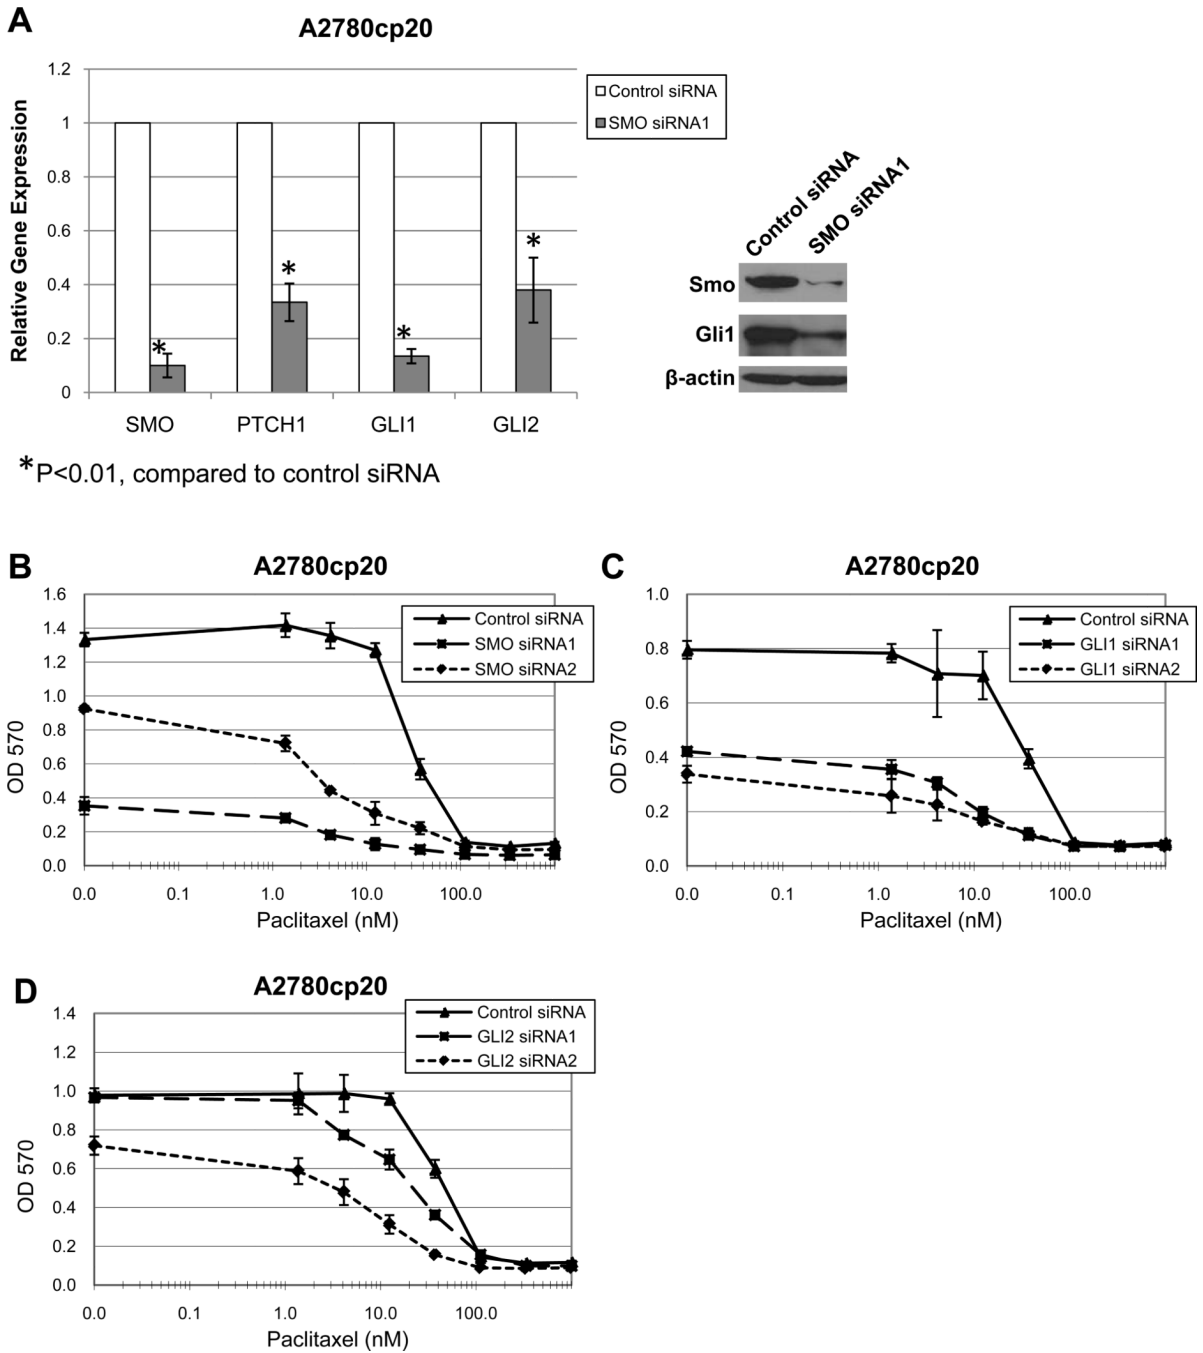 A
A2780cp20
Relative Gene Expression
1.2
1
0.8
0.6
0.4
0.2
0
* * * *
SMO PTCH1 GLI1 GLI2
Control siRNA
SMO siRNA1
*P<0.01, compared to control siRNA
Control siRNA
SMO siRNA1
Smo
Gli1
β-actin
B
A2780cp20
OD 570
1.6
1.4
1.2
1.0
0.8
0.6
0.4
0.2
0.0
Control siRNA
SMO siRNA1
SMO siRNA2
0.0 0.1 1.0 10.0 100.0
Paclitaxel (nM)
C
A2780cp20
OD 570
1.0
0.8
0.6
0.4
0.2
0.0
Control siRNA
GLI1 siRNA1
GLI1 siRNA2
0.0 0.1 1.0 10.0 100.0
Paclitaxel (nM)
D
A2780cp20
OD 570
1.4
1.2
1.0
0.8
0.6
0.4
0.2
0.0
Control siRNA
GLI2 siRNA1
GLI2 siRNA2
0.0 0.1 1.0 10.0 100.0
Paclitaxel (nM)